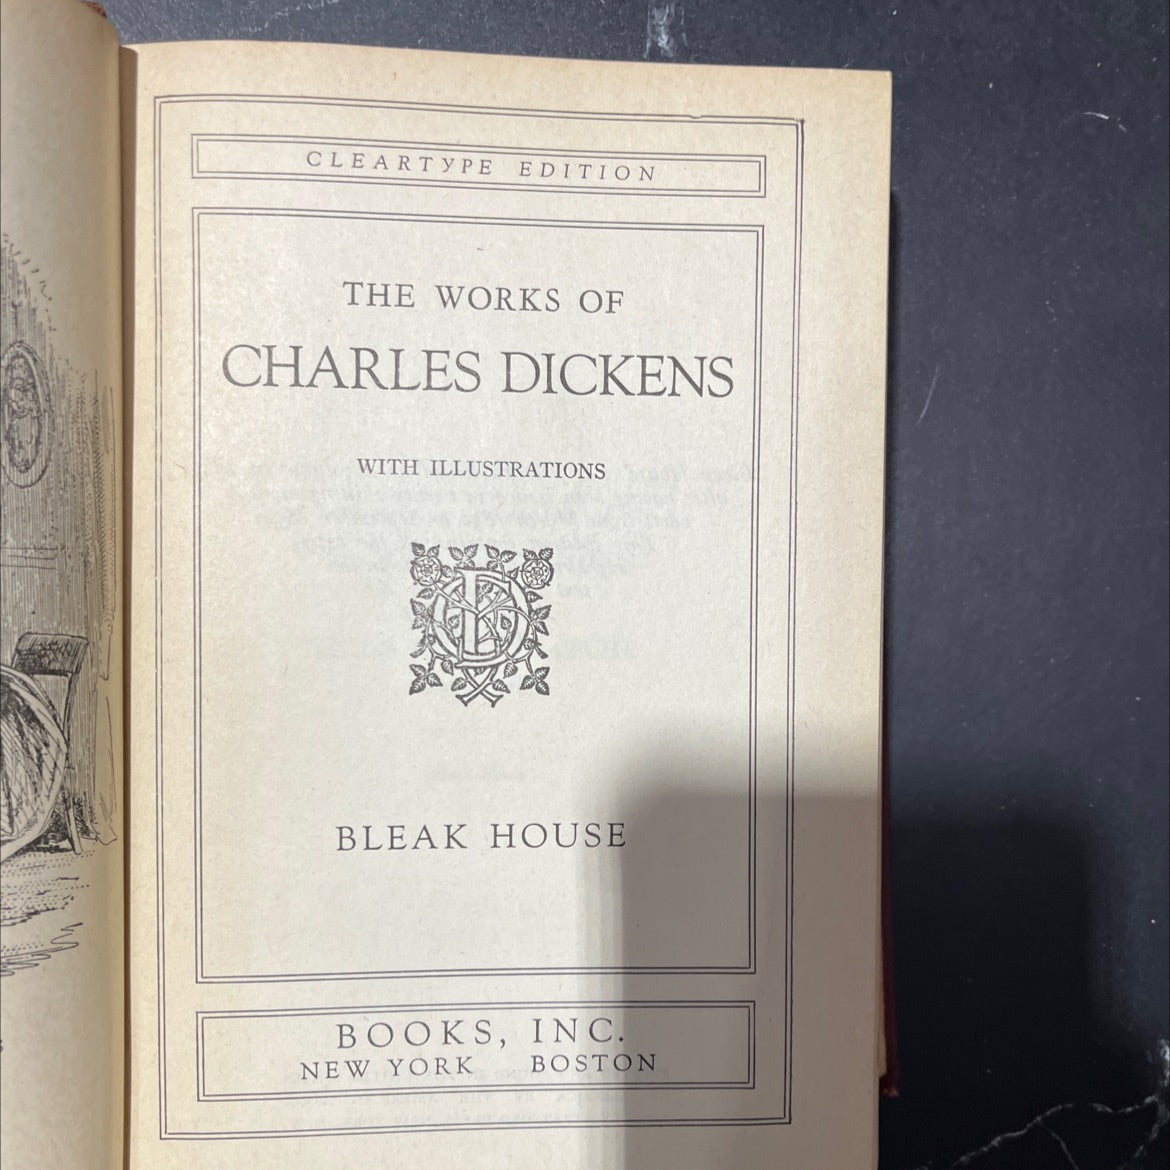 CLEARTYPE EDITION
THE WORKS OF
CHARLES DICKENS
WITH ILLUSTRATIONS
BLEAK HOUSE
BOOKS, INC.
NEW YORK BOSTON